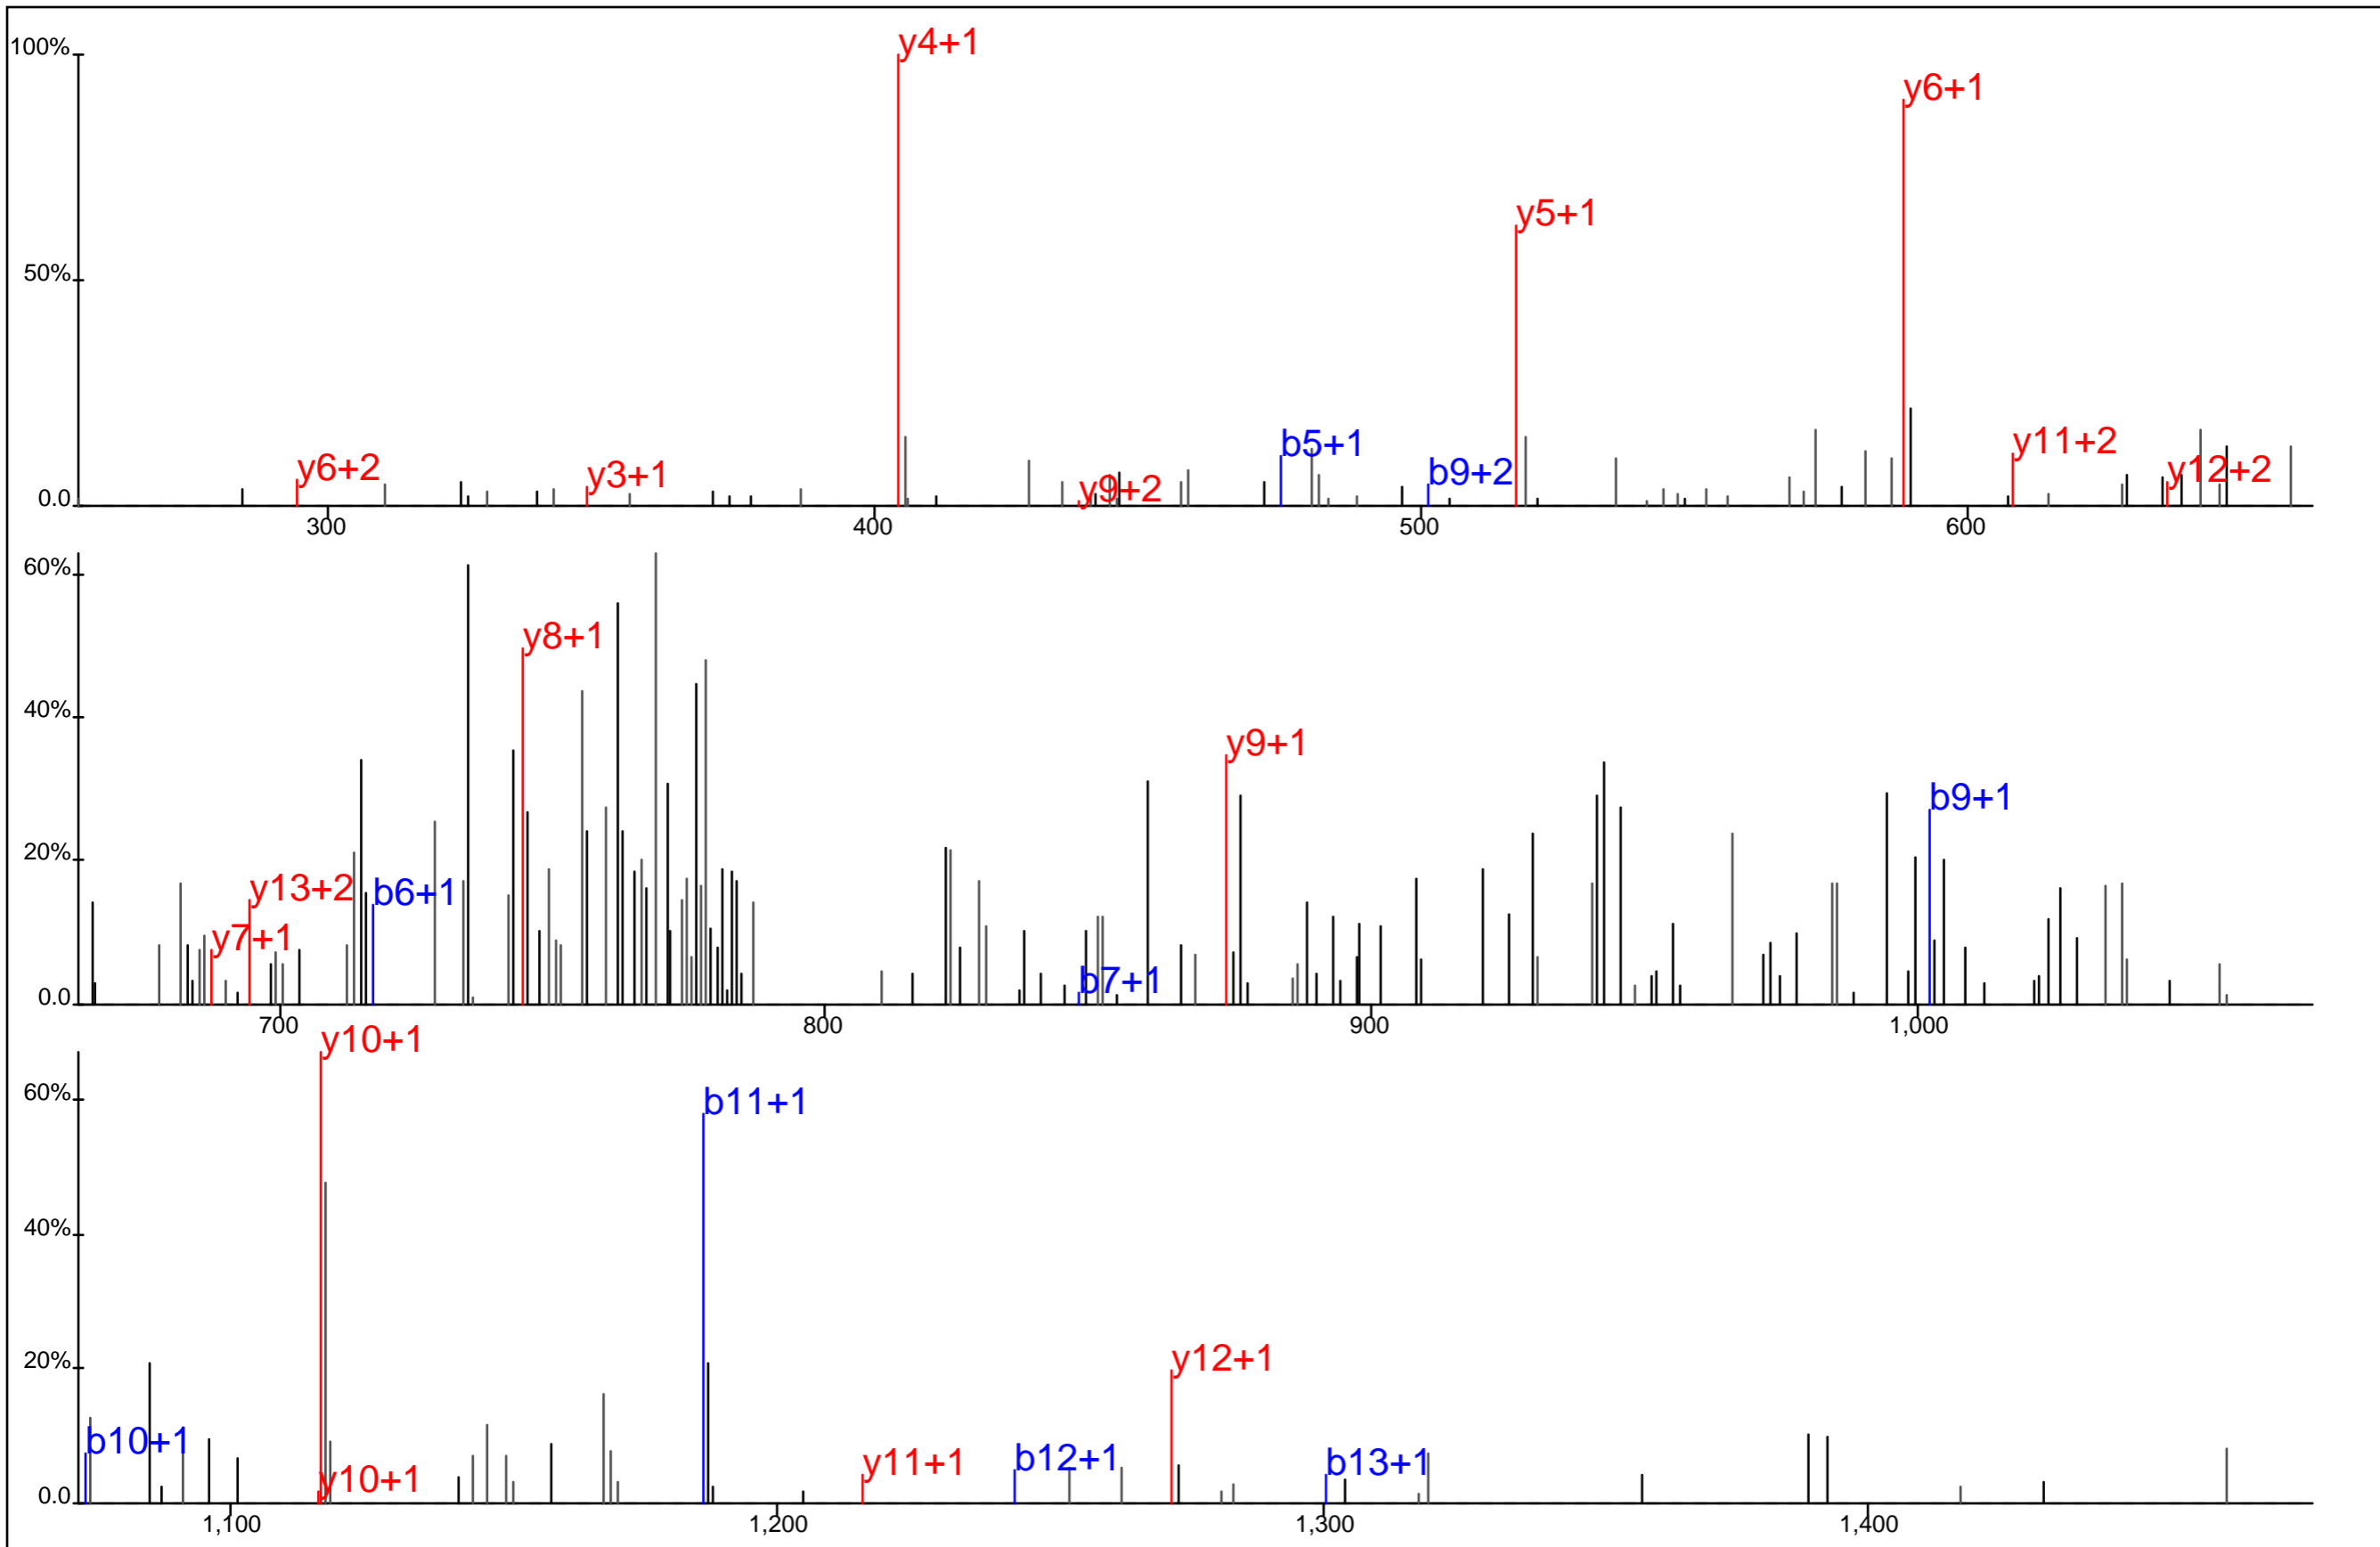 100%
y4+1
y6+1
y5+1
50%
b5+1
y11+2
y6+2
y3+1
y9+2
b9+2
y12+2
0.0
300
400
500
600
60%
y8+1
40%
y9+1
b9+1
20%
y13+2
b6+1
y7+1
b7+1
0.0
700
800
900
1,000
y10+1
60%
b11+1
40%
20%
y12+1
b10+1
y10+1
y11+1
b12+1
b13+1
0.0
1,100
1,200
1,300
1,400